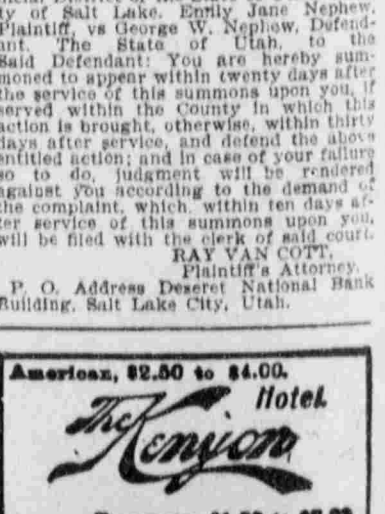 ty of Salt Lake. Emily Jane Nephew,
Plaintiff, vs George W. Nephew, Defend-
ant. The State of Utah, to the
Said Defendant: You are hereby sum-
moned to appear within twenty days after
the service of this summons upon you, if
served within the County in which this
action is brought, otherwise, within thirty
days after service, and defend the above
entitled action; and in case of your failure
so to do, judgment will be rendered
against you according to the demand of
the complaint, which, within ten days af-
ter service of this summons upon you,
will be filed with the clerk of said court.
RAY VAN COTT,
Plaintiff's Attorney.
P. O. Address Deseret National Bank
Building, Salt Lake City, Utah.
American, $2.50 to $4.00.
The Kenyon
Hotel